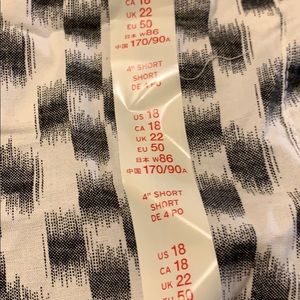 CA 18
UK 22
EU 50
日本 W86
中国 170/90A
4" SHORT
SHORT
DE 4 PO
US 18
CA 18
UK 22
EU 50
日本 W86
中国 170/90A
4" SHORT
SHORT
DE 4 PO
US 18
CA 18
UK 22
EU 50